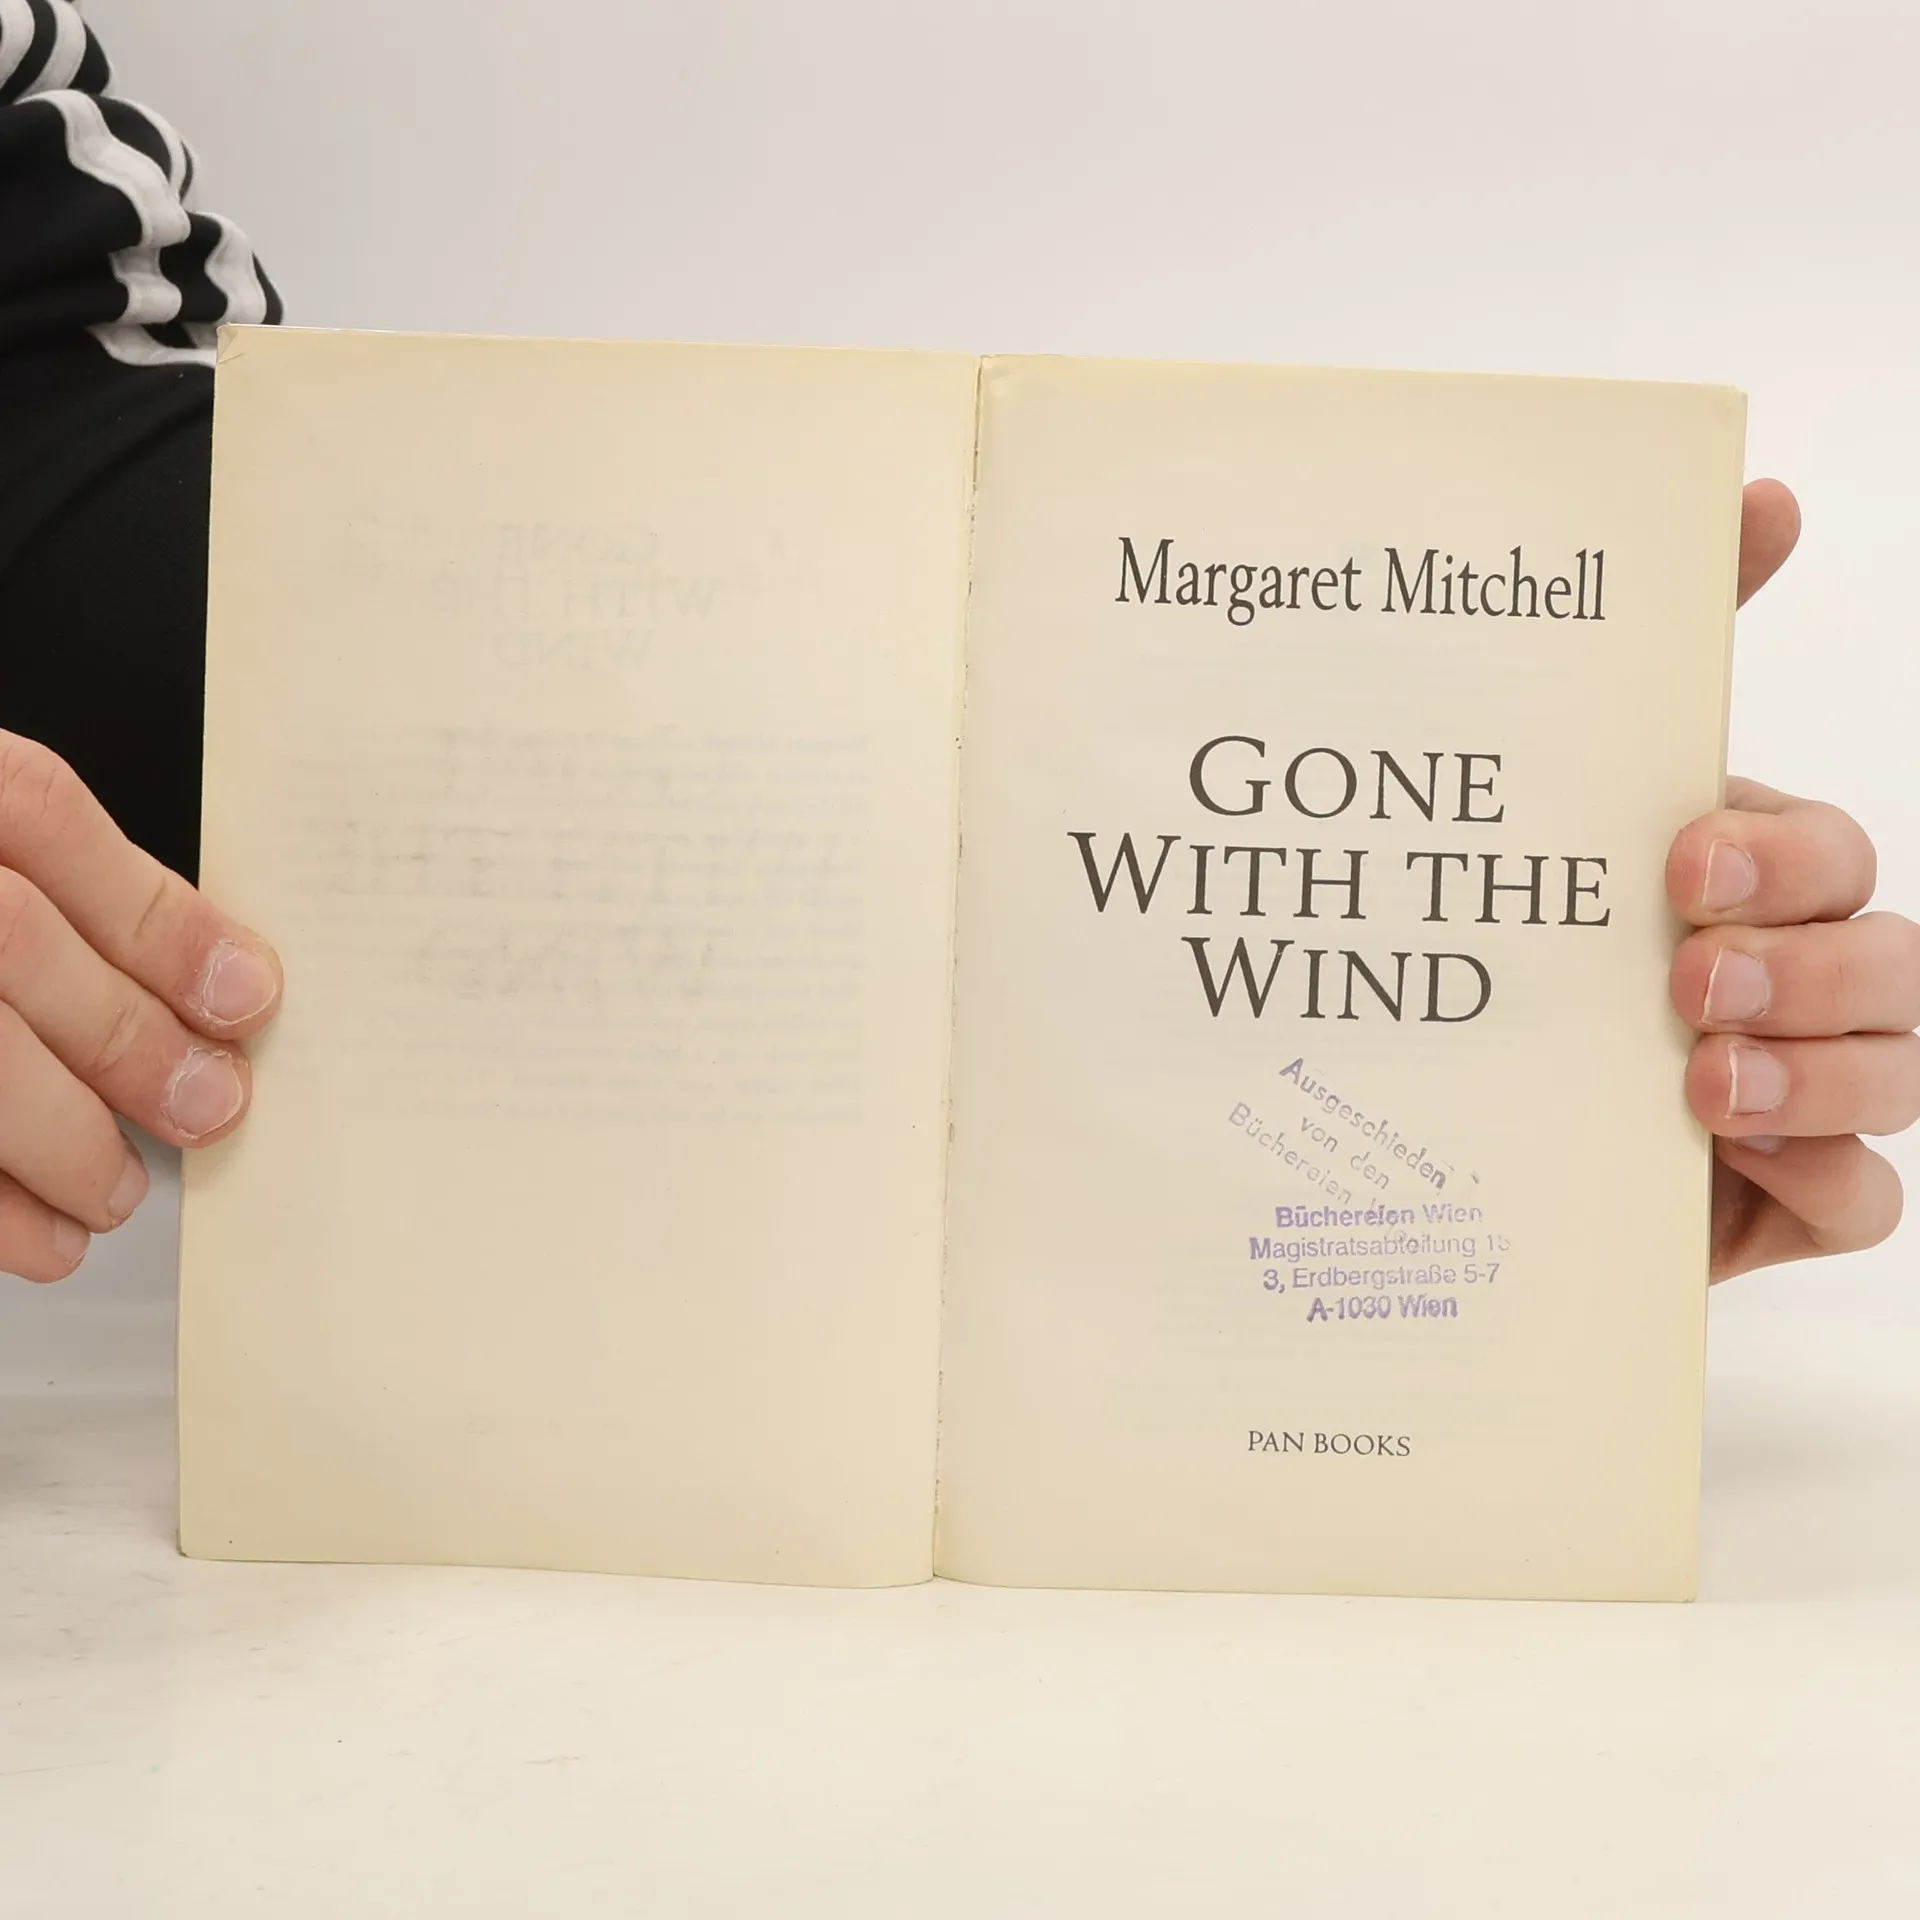 Margaret Mitchell
GONE
WITH THE
WIND
Ausgeschieden
von den
Büchereien
Büchereien Wien
Magistratsabteilung
3, Erdbergstraße 5-7
A-1030 Wien
PAN BOOKS